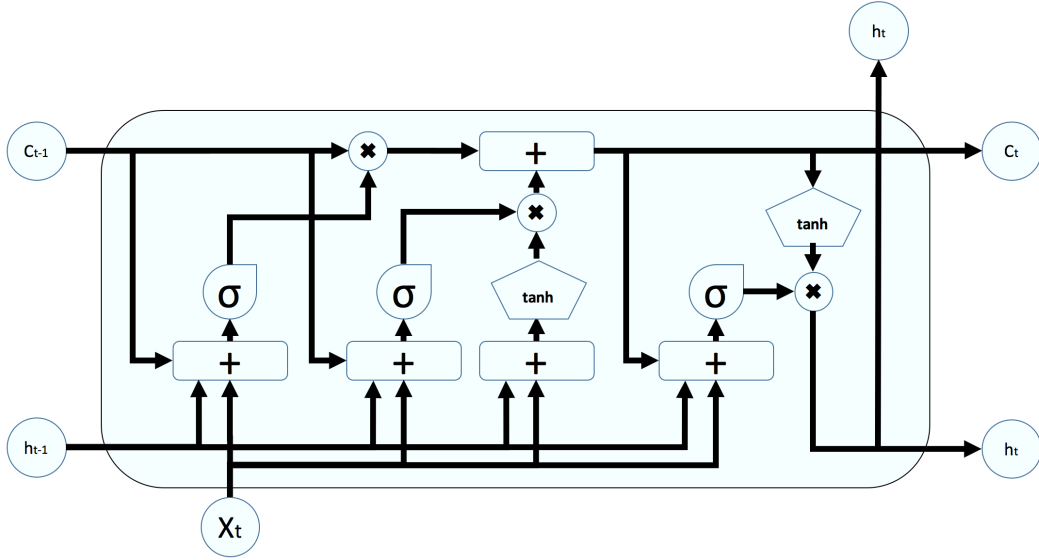 ht
Ct-1
✖
+
Ct
✖
tanh
σ
σ
tanh
σ
✖
+
+
+
+
ht-1
ht
Xt